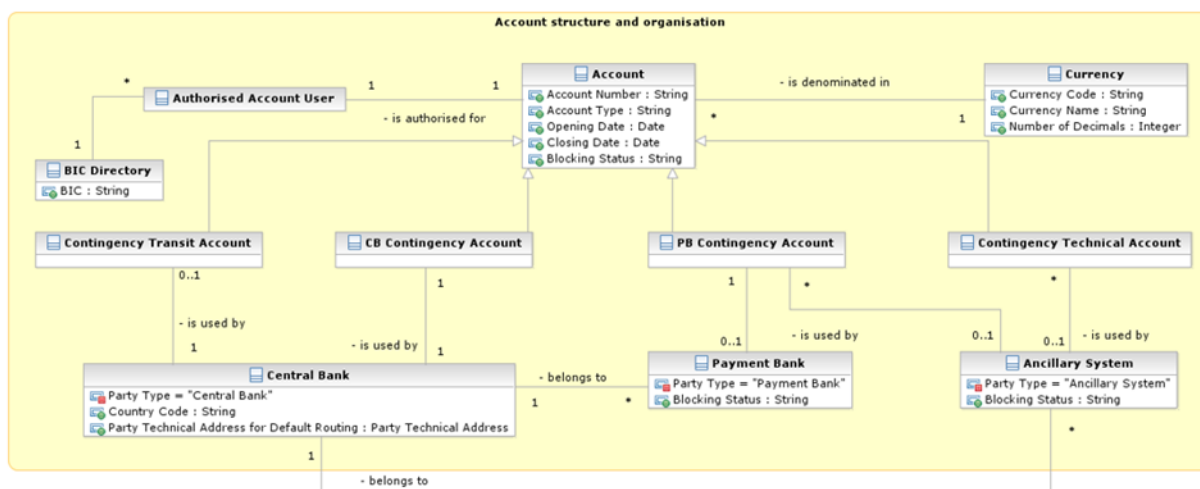 Account structure and organisation
Account
Account Number : String
Account Type : String
Opening Date : Date
Closing Date : Date
Blocking Status : String
- is denominated in
*
1
Currency
Currency Code : String
Currency Name : String
Number of Decimals : Integer
*
Authorised Account User
1
1
- is authorised for
1
BIC Directory
BIC : String
Contingency Transit Account
CB Contingency Account
PB Contingency Account
Contingency Technical Account
0..1
1
1
*
*
- is used by
1
- is used by
1
0..1
- is used by
0..1
0..1
- is used by
Central Bank
Party Type = "Central Bank"
Country Code : String
Party Technical Address for Default Routing : Party Technical Address
- belongs to
1
*
Payment Bank
Party Type = "Payment Bank"
Blocking Status : String
Ancillary System
Party Type = "Ancillary System"
Blocking Status : String
1
*
- belongs to